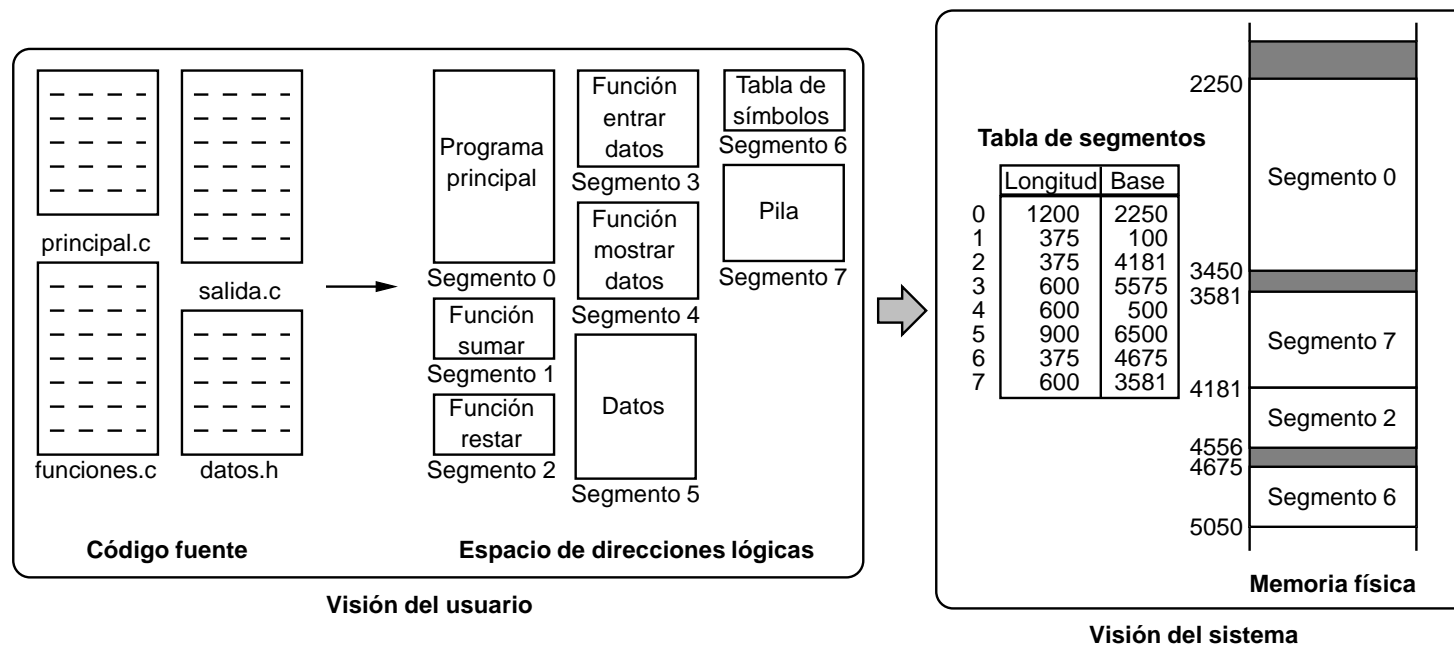 principal.c
salida.c
funciones.c
datos.h
Código fuente
Programa
principal
Segmento 0
Función
sumar
Segmento 1
Función
restar
Segmento 2
Función
entrar
datos
Segmento 3
Función
mostrar
datos
Segmento 4
Datos
Segmento 5
Tabla de
símbolos
Segmento 6
Pila
Segmento 7
Espacio de direcciones lógicas
Visión del usuario
Tabla de segmentos
Longitud Base
0 1200 2250
1 375 100
2 375 4181
3 600 5575
4 600 500
5 900 6500
6 375 4675
7 600 3581
2250
Segmento 0
3450
3581
Segmento 7
4181
Segmento 2
4556
4675
Segmento 6
5050
Memoria física
Visión del sistema